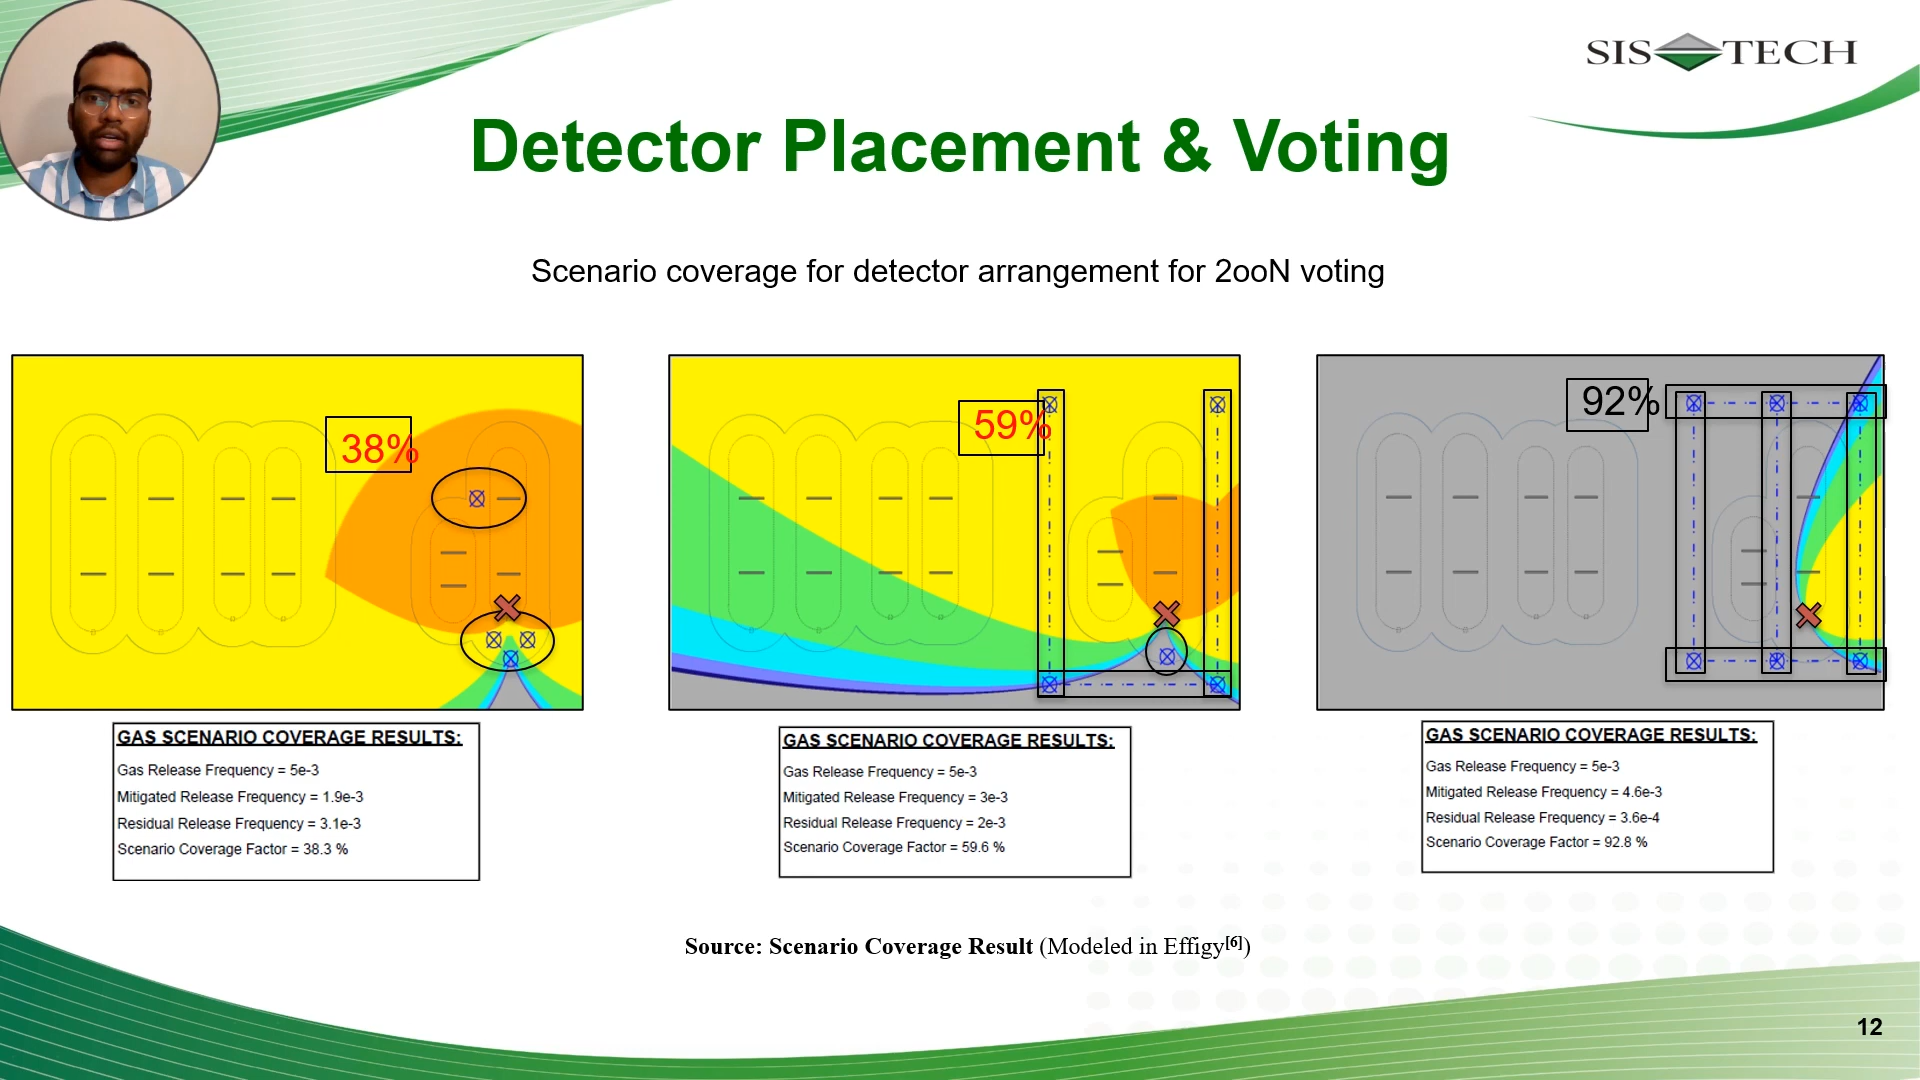 SIS TECH
Detector Placement & Voting
Scenario coverage for detector arrangement for 2ooN voting
38%
59%
92%
GAS SCENARIO COVERAGE RESULTS:
Gas Release Frequency = 5e-3
Mitigated Release Frequency = 1.9e-3
Residual Release Frequency = 3.1e-3
Scenario Coverage Factor = 38.3 %
GAS SCENARIO COVERAGE RESULTS:
Gas Release Frequency = 5e-3
Mitigated Release Frequency = 3e-3
Residual Release Frequency = 2e-3
Scenario Coverage Factor = 59.6 %
GAS SCENARIO COVERAGE RESULTS:
Gas Release Frequency = 5e-3
Mitigated Release Frequency = 4.6e-3
Residual Release Frequency = 3.6e-4
Scenario Coverage Factor = 92.8 %
Source: Scenario Coverage Result (Modeled in Effigy[6])
12